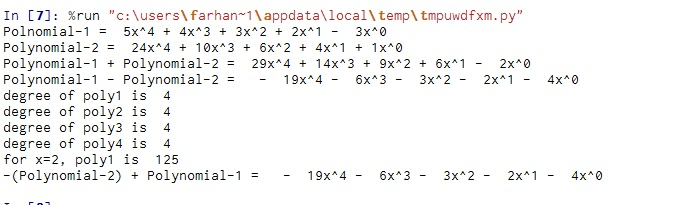 In [7]: %run "c:\users\farhan~1\appdata\local\temp\tmpuwdfxm.py"
Polnomial-1 = 5x^4 + 4x^3 + 3x^2 + 2x^1 - 3x^0
Polynomial-2 = 24x^4 + 10x^3 + 6x^2 + 4x^1 + 1x^0
Polynomial-1 + Polynomial-2 = 29x^4 + 14x^3 + 9x^2 + 6x^1 - 2x^0
Polynomial-1 - Polynomial-2 = - 19x^4 - 6x^3 - 3x^2 - 2x^1 - 4x^0
degree of poly1 is 4
degree of poly2 is 4
degree of poly3 is 4
degree of poly4 is 4
for x=2, poly1 is 125
-(Polynomial-2) + Polynomial-1 = - 19x^4 - 6x^3 - 3x^2 - 2x^1 - 4x^0